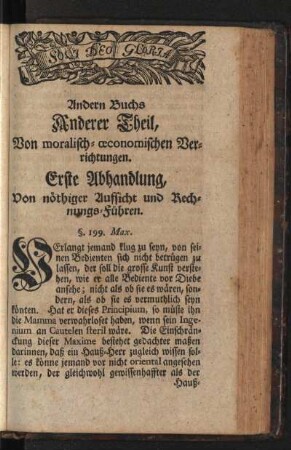 SOLI DEO GLORIA
Andern Buchs
Anderer Theil,
Von moralisch-œconomischen Ver-
richtungen.
Erste Abhandlung,
Von nöthiger Aufsicht und Rech-
nungs-Führen.
§. 199. Max.
VErlangt jemand klug zu seyn, von sei-
nen Bedienten sich nicht betrügen zu
lassen, der soll die grosse Kunst verste-
hen, wie er alle Bediente vor Diebe
ansehe; nicht als ob sie es wären, son-
dern, als ob sie es vermuthlich seyn
könten. Hat er dieses Principium, so müste ihn
die Mamma verwahrloset haben, wenn sein Inge-
nium an Cautelen steril wäre. Die Einschrän-
ckung dieser Maxime bestehet gedachter maßen
darinnen, daß ein Hauß-Herr zugleich wissen sol-
le: es könne jemand vor nicht oriental angesehen
werden, der gleichwohl gewissenhaffter als der
Hauß-